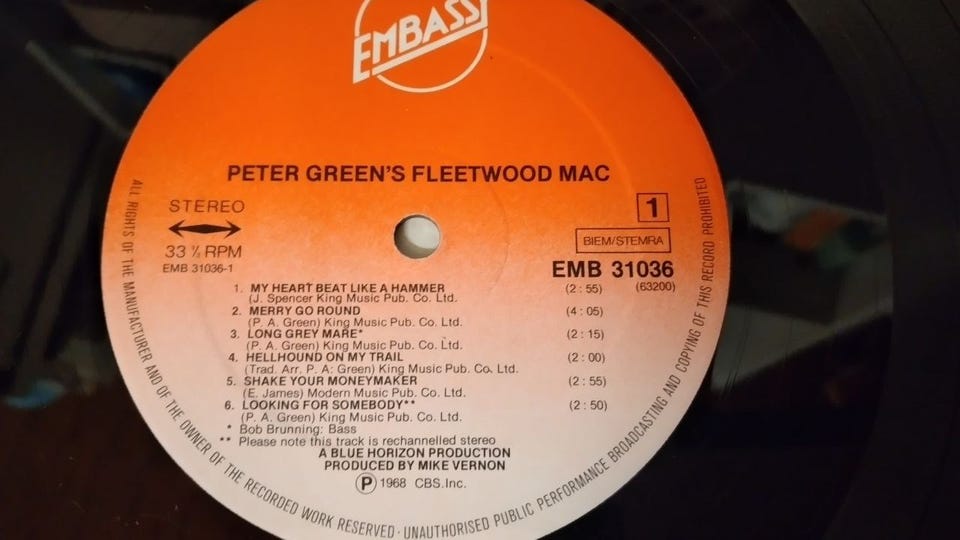 EMBASSY
PETER GREEN'S FLEETWOOD MAC
STEREO
33 ⅓ RPM
EMB 31036-1
1
BIEM/STEMRA
EMB 31036
(63200)
1. MY HEART BEAT LIKE A HAMMER (2 : 55)
(J. Spencer King Music Pub. Co. Ltd.
2. MERRY GO ROUND (4 : 05)
(P. A. Green) King Music Pub. Co. Ltd.
3. LONG GREY MARE* (2 : 15)
(P. A. Green) King Music Pub. Co. Ltd.
4. HELLHOUND ON MY TRAIL (2 : 00)
(Trad. Arr. P. A: Green) King Music Pub. Co. Ltd.
5. SHAKE YOUR MONEYMAKER (2 : 55)
(E. James) Modern Music Pub. Co. Ltd.
6. LOOKING FOR SOMEBODY** (2 : 50)
(P. A. Green) King Music Pub. Co. Ltd.
* Bob Brunning: Bass
** Please note this track is rechannelled stereo
A BLUE HORIZON PRODUCTION
PRODUCED BY MIKE VERNON
Ⓟ 1968 CBS.Inc.
ALL RIGHTS OF THE MANUFACTURER AND OF THE OWNER OF THE RECORDED WORK RESERVED · UNAUTHORISED PUBLIC PERFORMANCE BROADCASTING AND COPYING OF THIS RECORD PROHIBITED